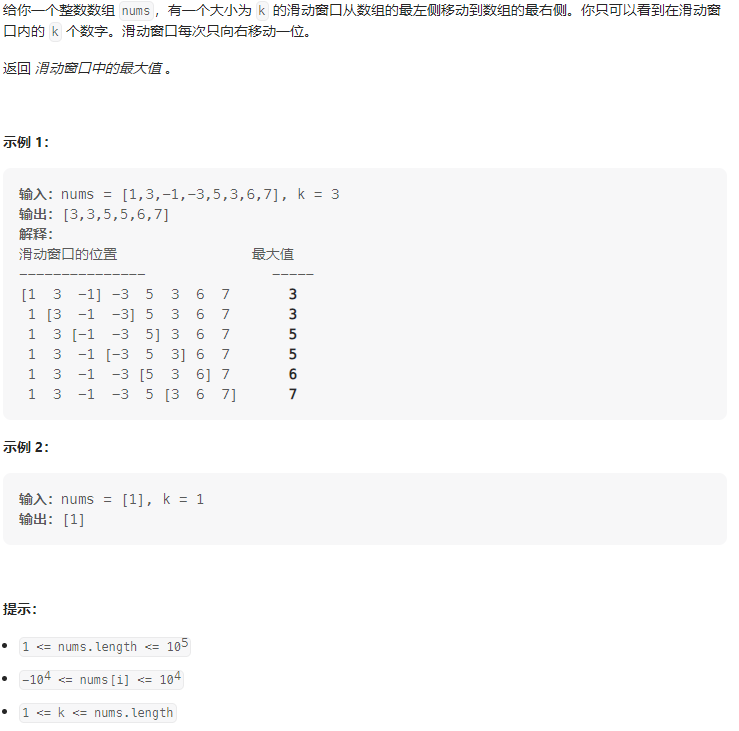 给你一个整数数组 nums，有一个大小为 k 的滑动窗口从数组的最左侧移动到数组的最右侧。你只可以看到在滑动窗
口内的 k 个数字。滑动窗口每次只向右移动一位。
返回 滑动窗口中的最大值 。
示例 1：
输入：nums = [1,3,-1,-3,5,3,6,7], k = 3
输出：[3,3,5,5,6,7]
解释：
滑动窗口的位置                最大值
---------------               -----
[1  3  -1] -3  5  3  6  7       3
 1 [3  -1  -3] 5  3  6  7       3
 1  3 [-1  -3  5] 3  6  7       5
 1  3  -1 [-3  5  3] 6  7       5
 1  3  -1  -3 [5  3  6] 7       6
 1  3  -1  -3  5 [3  6  7]      7
示例 2：
输入：nums = [1], k = 1
输出：[1]
提示：
• 1 <= nums.length <= 10⁵
• -10⁴ <= nums[i] <= 10⁴
• 1 <= k <= nums.length